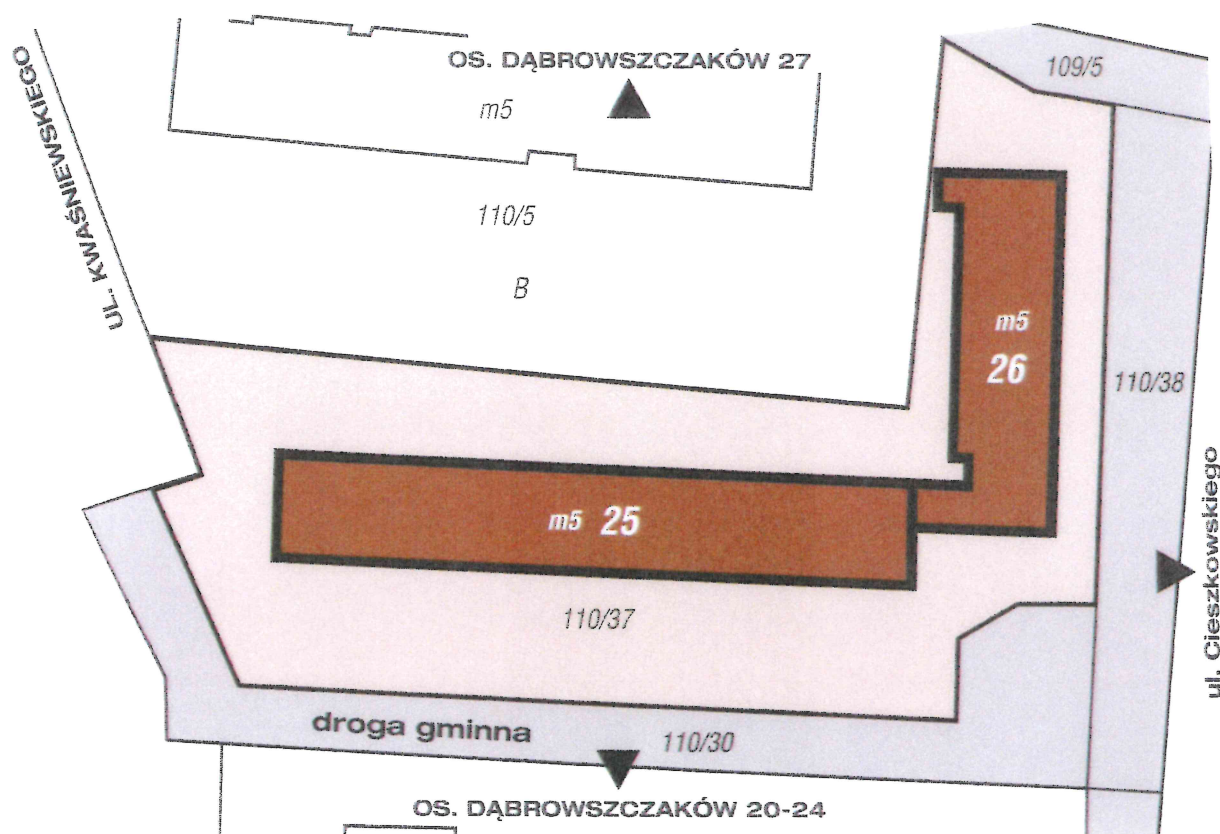 OS. DĄBROWSZCZAKÓW 27
109/5
m5
UL. KWAŚNIEWSKIEGO
110/5
B
m5
26
110/38
m5 25
ul. Cieszkowskiego
110/37
droga gminna
110/30
OS. DĄBROWSZCZAKÓW 20-24